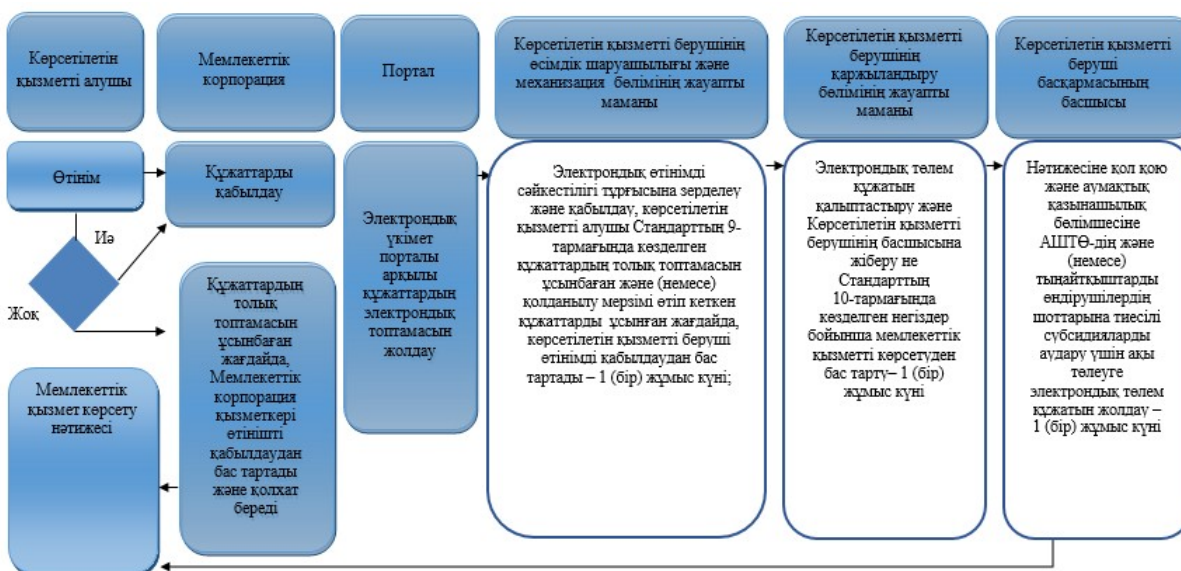 Көрсетілетін
қызметті алушы
Мемлекеттік
корпорация
Портал
Көрсетілетін қызметті берушінің
өсімдік шаруашылығы және
механизация бөлімінің жауапты
маманы
Көрсетілетін қызметті
берушінің
қаржыландыру
бөлімінің жауапты
маманы
Көрсетілетін қызметті
беруші
басқармасының
басшысы
Өтінім
Иә
Жоқ
Мемлекеттік
қызмет көрсету
нәтижесі
Құжаттарды
қабылдау
Құжаттардың
толық
топтамасын
ұсынбаған
жағдайда,
Мемлекеттік
корпорация
қызметкері
өтінішті
қабылдаудан
бас тартады
және қолхат
береді
Электрондық
үкімет
порталы
арқылы
құжаттардың
электрондық
топтамасын
жолдау
Электрондық өтінімді
сәйкестілігі тұрғысына зерделеу
және қабылдау, көрсетілетін
қызметті алушы Стандарттың 9-
тармағында көзделген
құжаттардың толық топтамасын
ұсынбаған және (немесе)
қолданылу мерзімі өтіп кеткен
құжаттарды ұсынған жағдайда,
көрсетілетін қызметті беруші
өтінімді қабылдаудан бас
тартады – 1 (бір) жұмыс күні;
Электрондық төлем
құжатын
қалыптастыру және
Көрсетілетін қызметті
берушінің басшысына
жіберу не
Стандарттың
10-тармағында
көзделген негіздер
бойынша мемлекеттік
қызметті көрсетуден
бас тарту– 1 (бір)
жұмыс күні
Нәтижесіне қол қою
және аумақтық
қазынашылық
бөлімшесіне
АШТӨ-дің және
(немесе)
тыңайтқыштарды
өндірушілердің
шоттарына тиесілі
субсидияларды
аудару үшін ақы
төлеуге
электрондық төлем
құжатын жолдау –
1 (бір) жұмыс күні